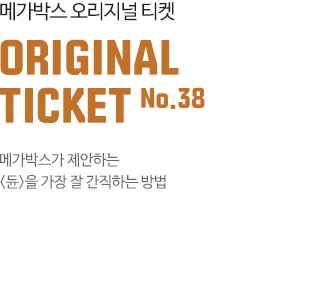 메가박스 오리지널 티켓
ORIGINAL
TICKET No.38
메가박스가 제안하는
<듄>을 가장 잘 간직하는 방법